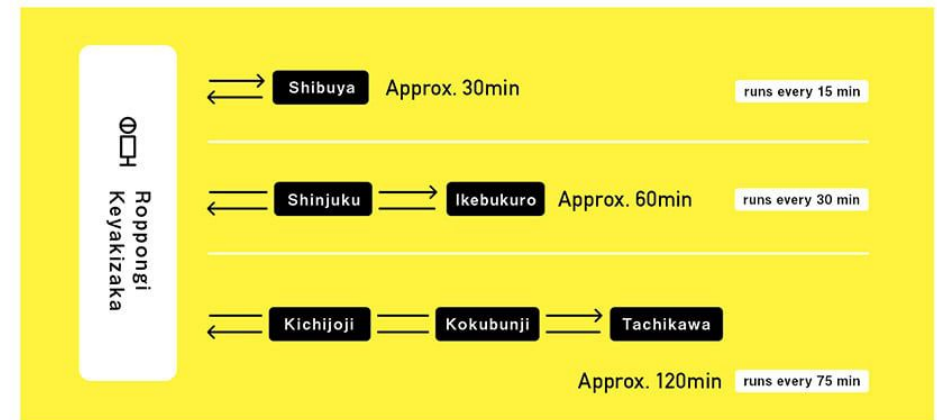 Roppongi
Keyakizaka
Shibuya Approx. 30min runs every 15 min
Shinjuku Ikebukuro Approx. 60min runs every 30 min
Kichijoji Kokubunji Tachikawa
Approx. 120min runs every 75 min